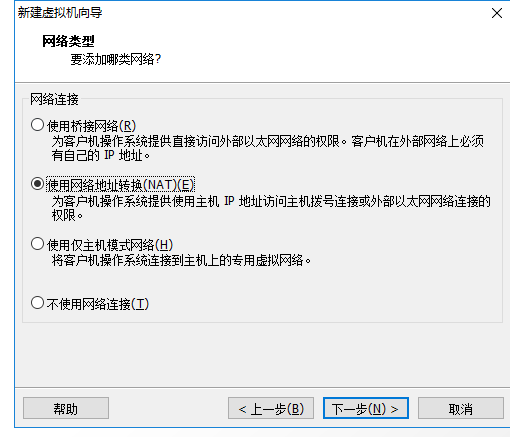 新建虚拟机向导
网络类型
要添加哪类网络?
网络连接
使用桥接网络(R)
为客户机操作系统提供直接访问外部以太网网络的权限。客户机在外部网络上必须
有自己的 IP 地址。
使用网络地址转换(NAT)(E)
为客户机操作系统提供使用主机 IP 地址访问主机拨号连接或外部以太网网络连接的
权限。
使用仅主机模式网络(H)
将客户机操作系统连接到主机上的专用虚拟网络。
不使用网络连接(T)
帮助
< 上一步(B)
下一步(N) >
取消